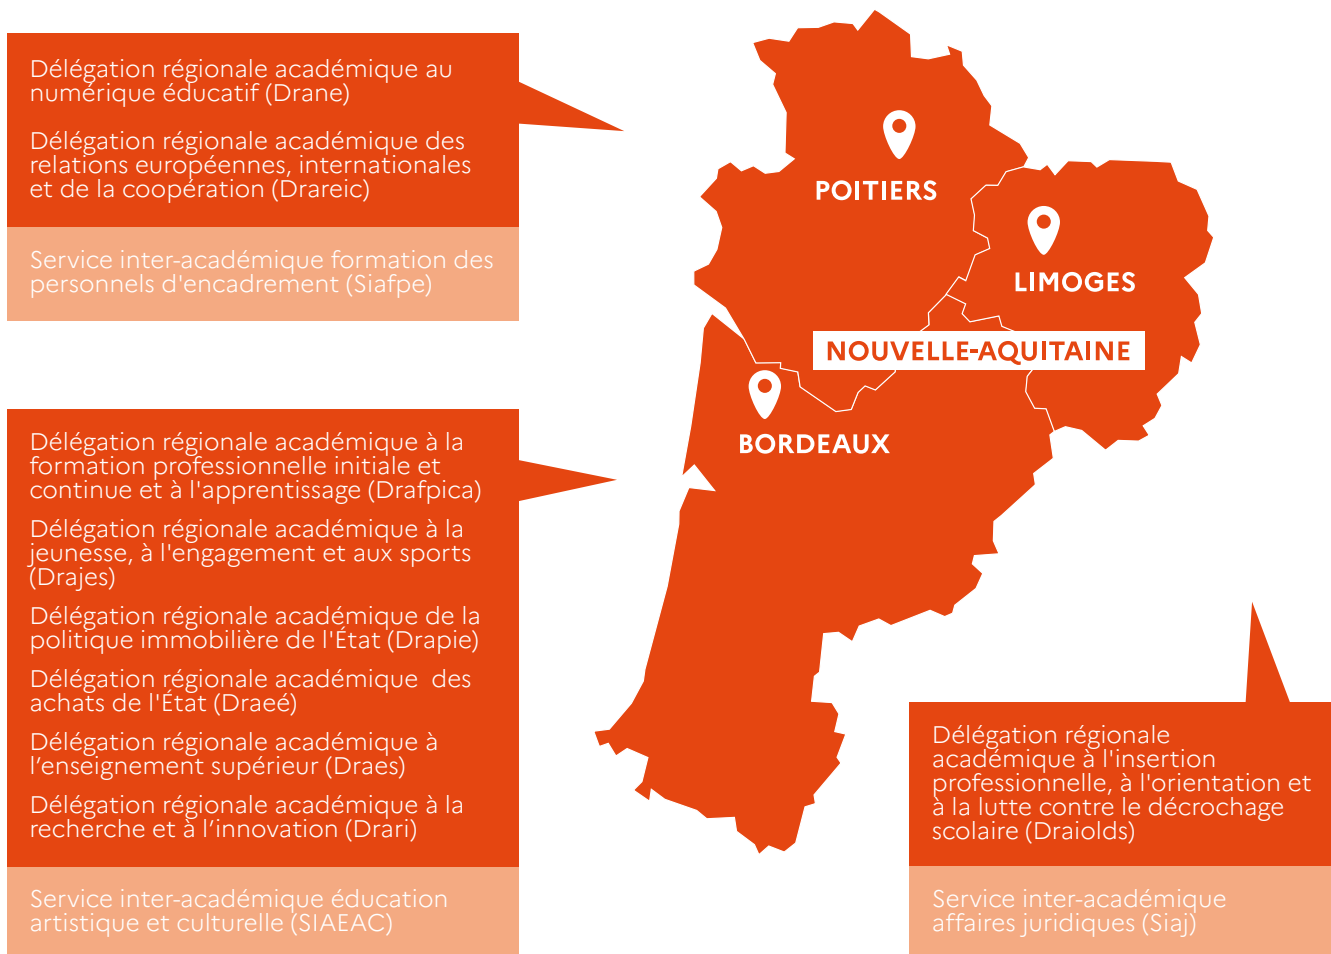 Délégation régionale académique au
numérique éducatif (Drane)
Délégation régionale académique des
relations européennes, internationales
et de la coopération (Drareic)
Service inter-académique formation des
personnels d'encadrement (Siafpe)
POITIERS
LIMOGES
NOUVELLE-AQUITAINE
BORDEAUX
Délégation régionale académique à la
formation professionnelle initiale et
continue et à l'apprentissage (Drafpica)
Délégation régionale académique à la
jeunesse, à l'engagement et aux sports
(Drajes)
Délégation régionale académique de la
politique immobilière de l'État (Drapie)
Délégation régionale académique  des
achats de l'État (Draeé)
Délégation régionale académique à
l’enseignement supérieur (Draes)
Délégation régionale académique à la
recherche et à l’innovation (Drari)
Service inter-académique éducation
artistique et culturelle (SIAEAC)
Délégation régionale
académique à l'insertion
professionnelle, à l'orientation et
à la lutte contre le décrochage
scolaire (Draiolds)
Service inter-académique
affaires juridiques (Siaj)